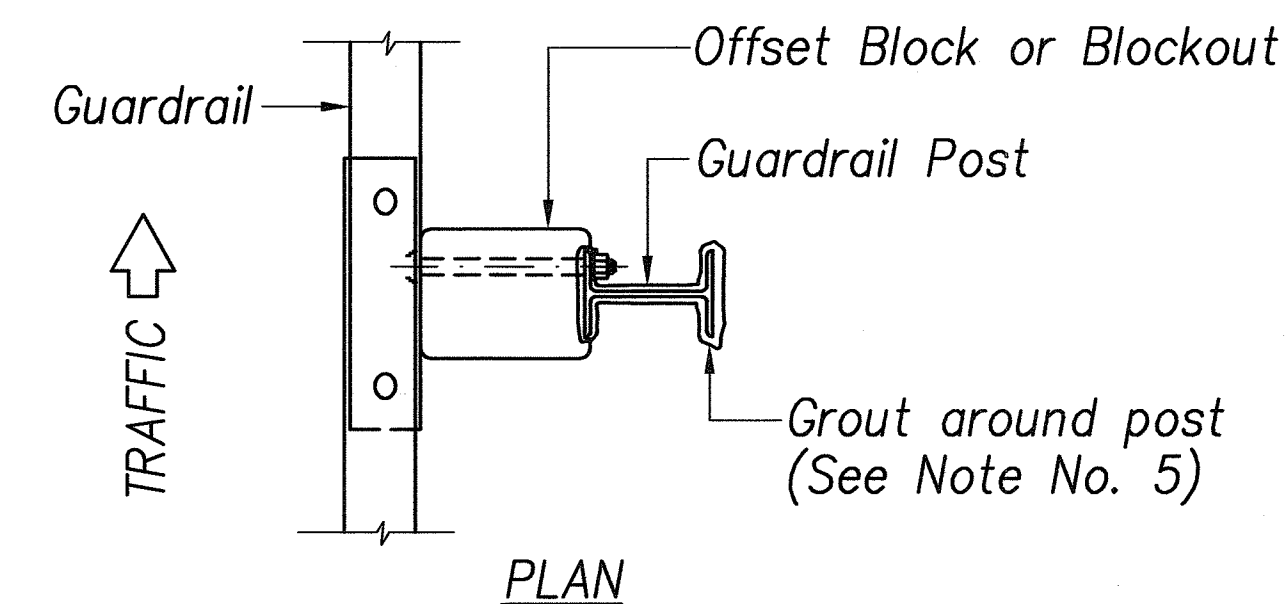 Offset Block or Blockout
Guardrail
Guardrail Post
TRAFFIC
Grout around post
(See Note No. 5)
PLAN